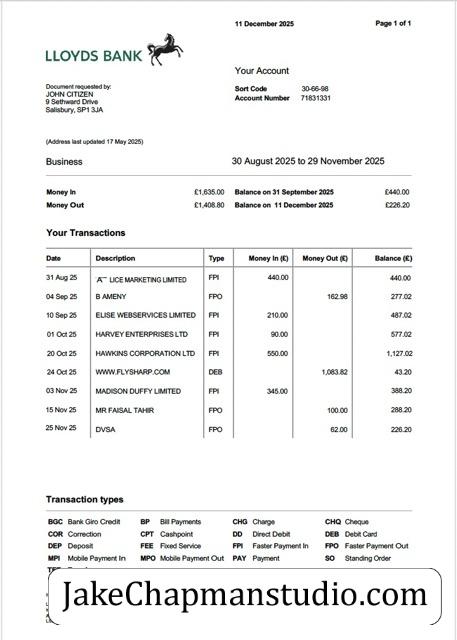 11 December 2025 Page 1 of 1
LLOYDS BANK
Your Account
Document requested by:
JOHN CITIZEN
9 Sethward Drive
Salisbury, SP1 3JA
Sort Code 30-66-98
Account Number 71831331
(Address last updated 17 May 2025)
Business 30 August 2025 to 29 November 2025
Money In £1,635.00 Balance on 31 September 2025 £440.00
Money Out £1,408.80 Balance on 11 December 2025 £226.20
Your Transactions
Date Description Type Money In (£) Money Out (£) Balance (£)
31 Aug 25 A LICE MARKETING LIMITED FPI 440.00 440.00
04 Sep 25 B AMENY FPO 162.98 277.02
10 Sep 25 ELISE WEBSERVICES LIMITED FPI 210.00 487.02
01 Oct 25 HARVEY ENTERPRISES LTD FPI 90.00 577.02
20 Oct 25 HAWKINS CORPORATION LTD FPI 550.00 1,127.02
24 Oct 25 WWW.FLYSHARP.COM DEB 1,083.82 43.20
03 Nov 25 MADISON DUFFY LIMITED FPI 345.00 388.20
15 Nov 25 MR FAISAL TAHIR FPO 100.00 288.20
25 Nov 25 DVSA FPO 62.00 226.20
Transaction types
BGC Bank Giro Credit BP Bill Payments CHG Charge CHQ Cheque
COR Correction CPT Cashpoint DD Direct Debit DEB Debit Card
DEP Deposit FEE Fixed Service FPI Faster Payment In FPO Faster Payment Out
MPI Mobile Payment In MPO Mobile Payment Out PAY Payment SO Standing Order
JakeChapmanstudio.com